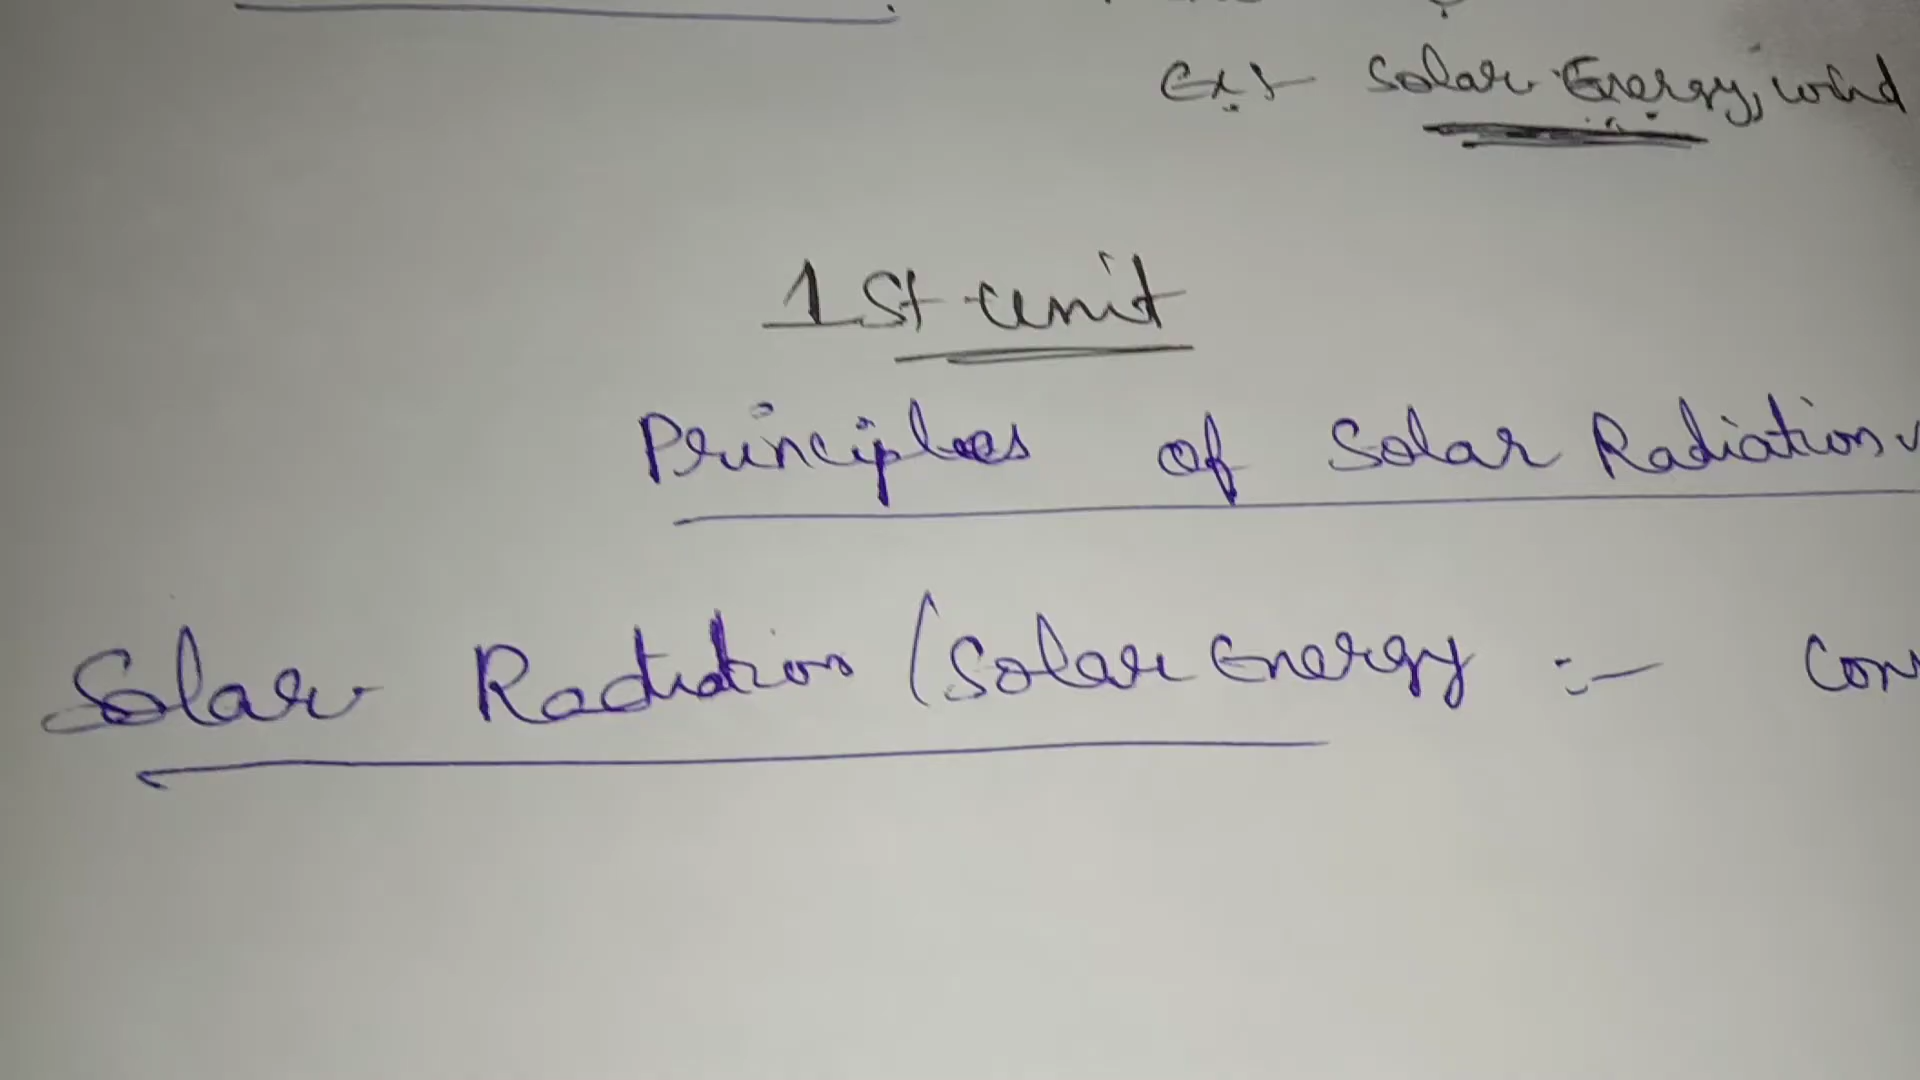 Ex:- Solar Energy, wind
1st unit
Principles of Solar Radiation
Solar Radiation (Solar Energy :- Con